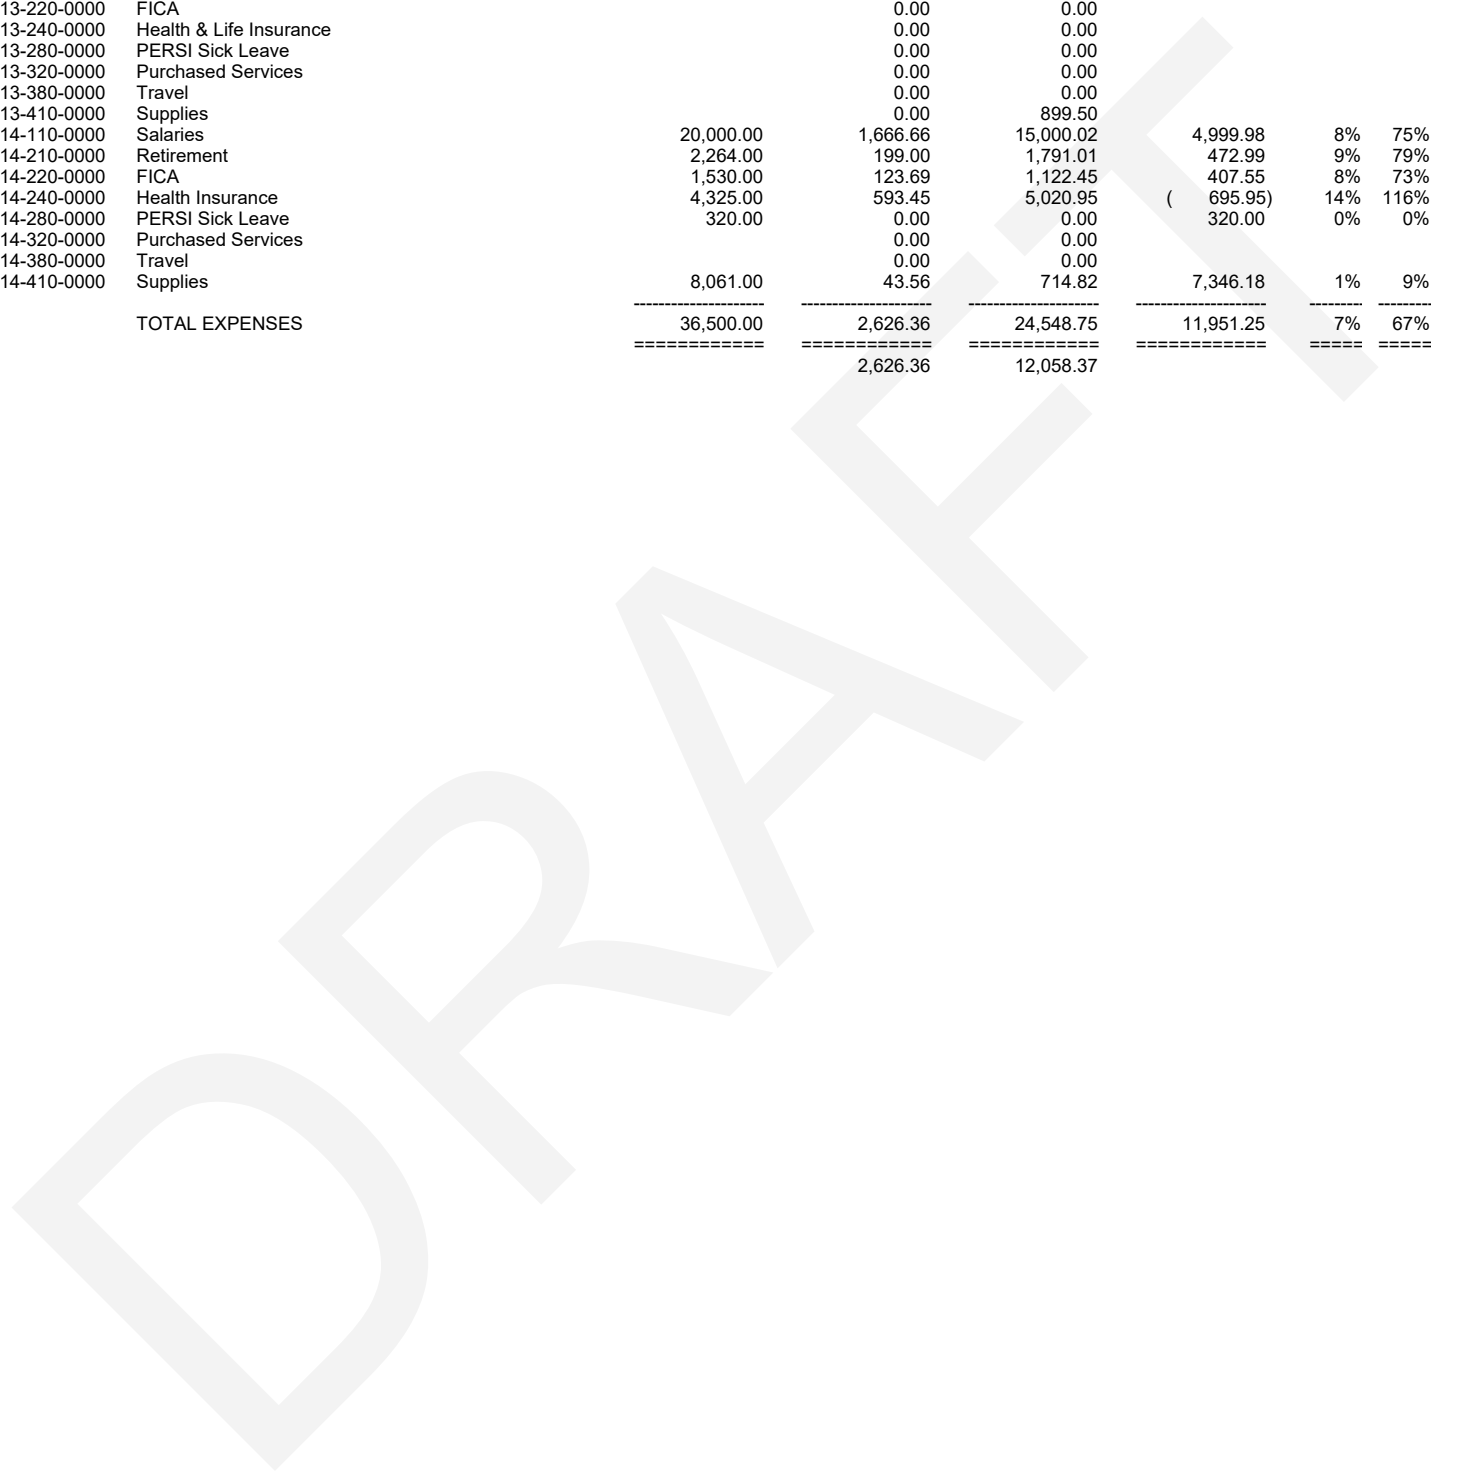 13-220-0000 FICA 0.00 0.00
13-240-0000 Health & Life Insurance 0.00 0.00
13-280-0000 PERSI Sick Leave 0.00 0.00
13-320-0000 Purchased Services 0.00 0.00
13-380-0000 Travel 0.00 0.00
13-410-0000 Supplies 0.00 899.50
14-110-0000 Salaries 20,000.00 1,666.66 15,000.02 4,999.98 8% 75%
14-210-0000 Retirement 2,264.00 199.00 1,791.01 472.99 9% 79%
14-220-0000 FICA 1,530.00 123.69 1,122.45 407.55 8% 73%
14-240-0000 Health Insurance 4,325.00 593.45 5,020.95 ( 695.95) 14% 116%
14-280-0000 PERSI Sick Leave 320.00 0.00 0.00 320.00 0% 0%
14-320-0000 Purchased Services 0.00 0.00
14-380-0000 Travel 0.00 0.00
14-410-0000 Supplies 8,061.00 43.56 714.82 7,346.18 1% 9%
--------------------- --------------------- --------------------- --------------------- -------- --------
TOTAL EXPENSES 36,500.00 2,626.36 24,548.75 11,951.25 7% 67%
============ ============ ============ ============ ===== =====
2,626.36 12,058.37
DRAFT